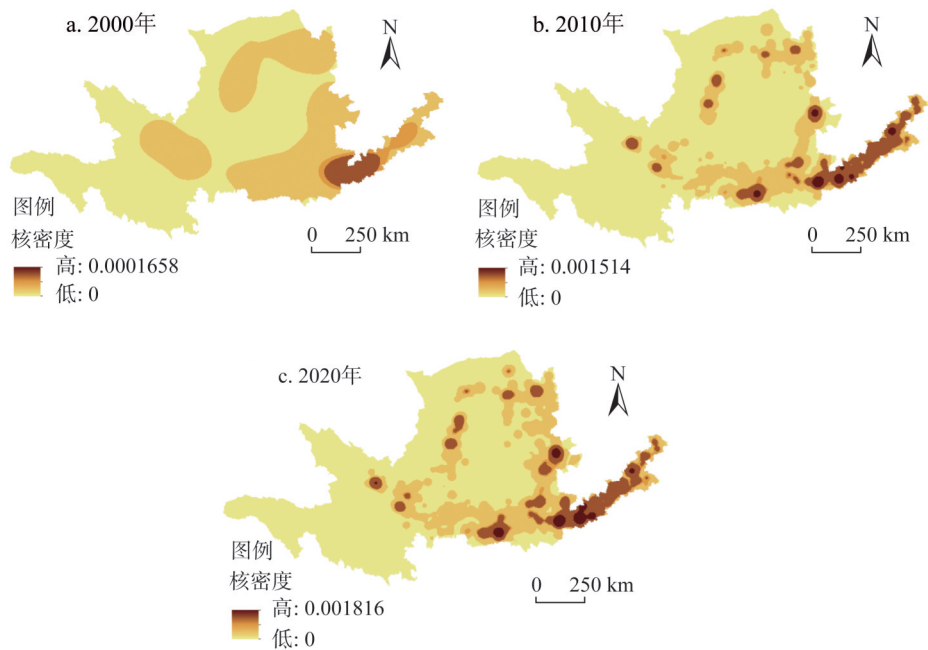 a. 2000年
N
图例
核密度
高: 0.0001658
低: 0
0 250 km
b. 2010年
N
图例
核密度
高: 0.001514
低: 0
0 250 km
c. 2020年
N
图例
核密度
高: 0.001816
低: 0
0 250 km